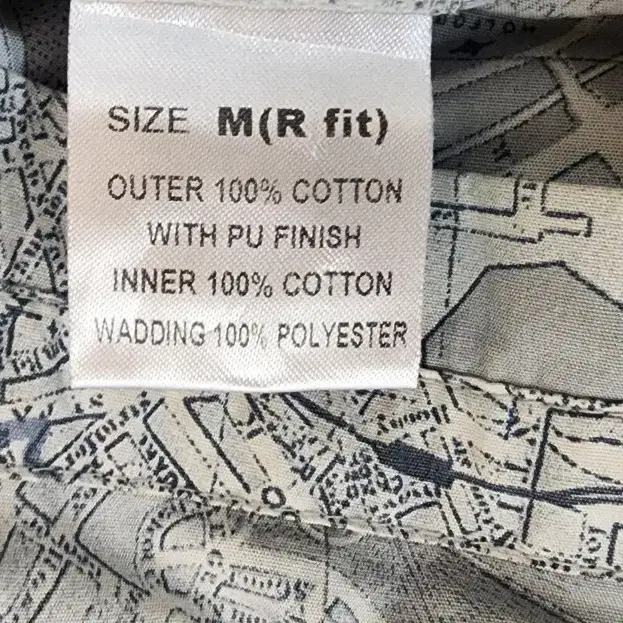 SIZE M(R fit)
OUTER 100% COTTON
WITH PU FINISH
INNER 100% COTTON
WADDING 100% POLYESTER